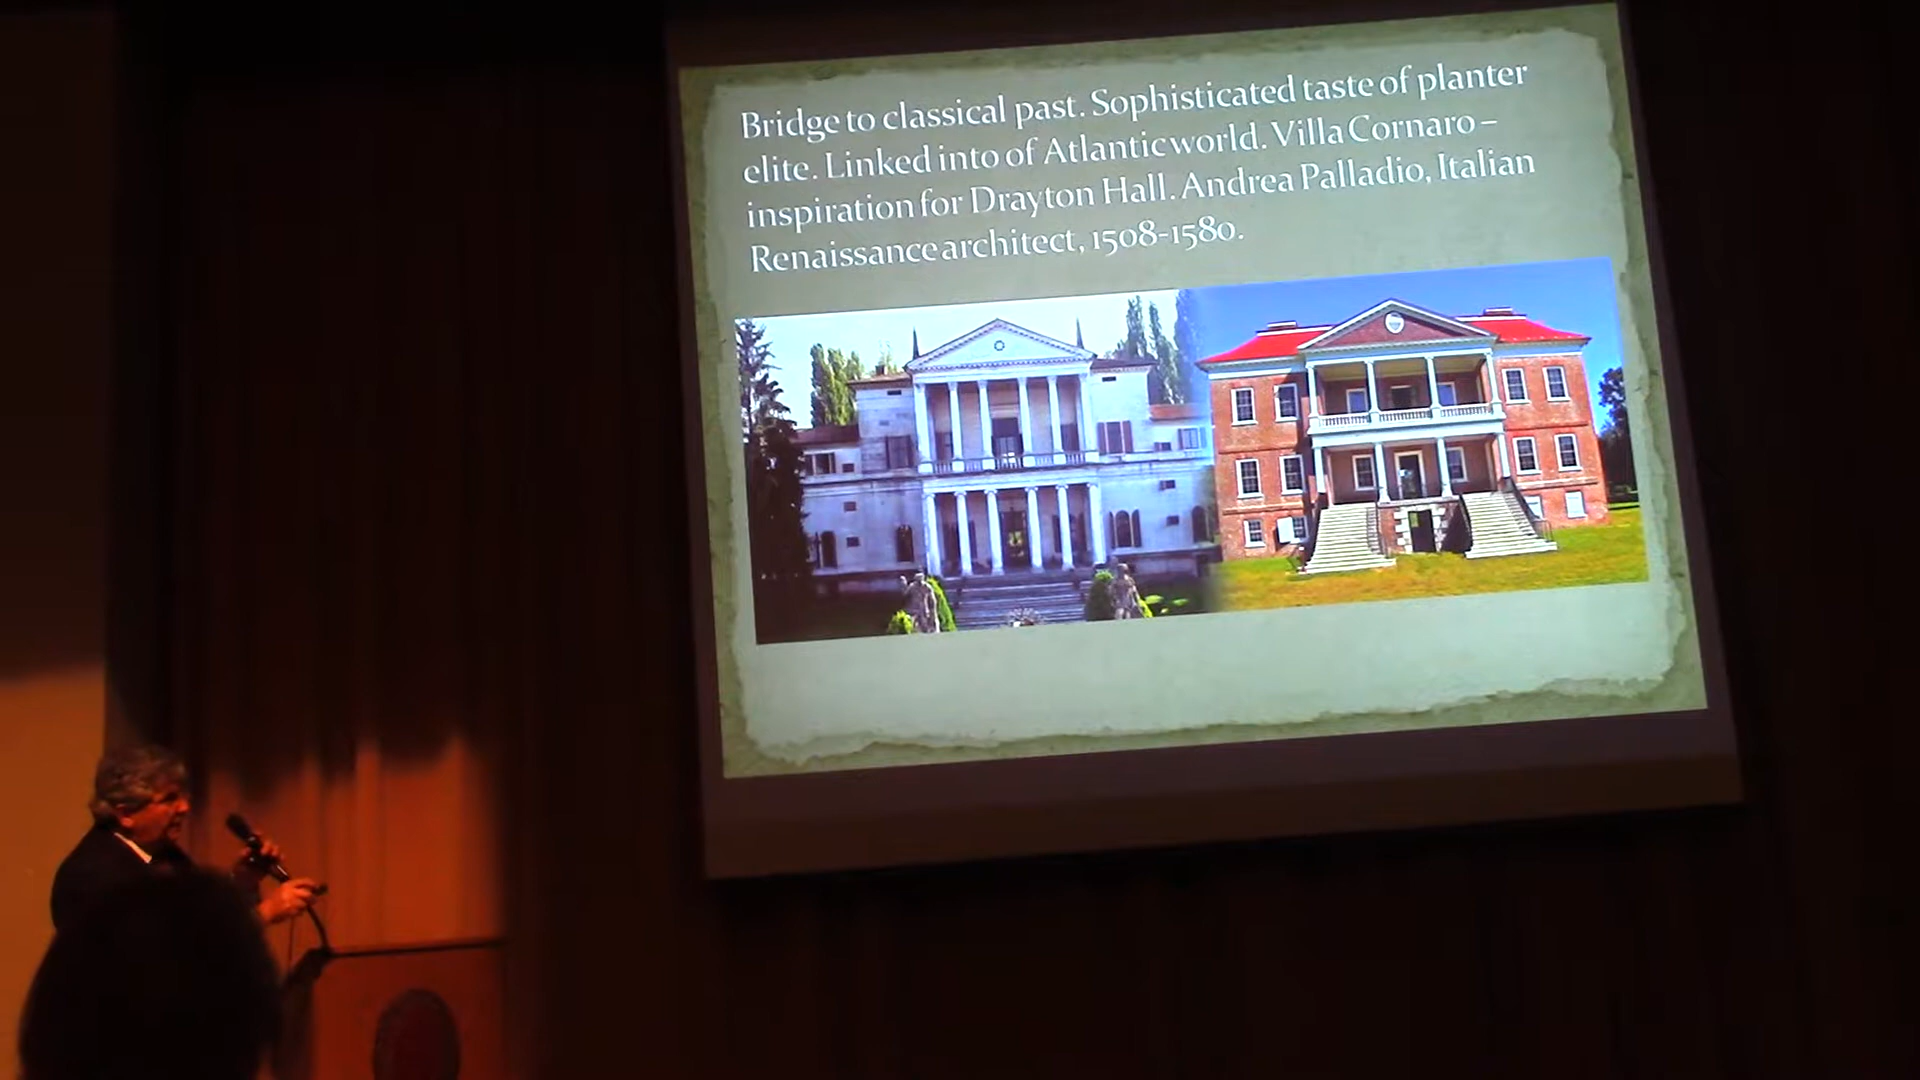 Bridge to classical past. Sophisticated taste of planter
elite. Linked into of Atlantic world. Villa Cornaro –
inspiration for Drayton Hall. Andrea Palladio, Italian
Renaissance architect, 1508-1580.